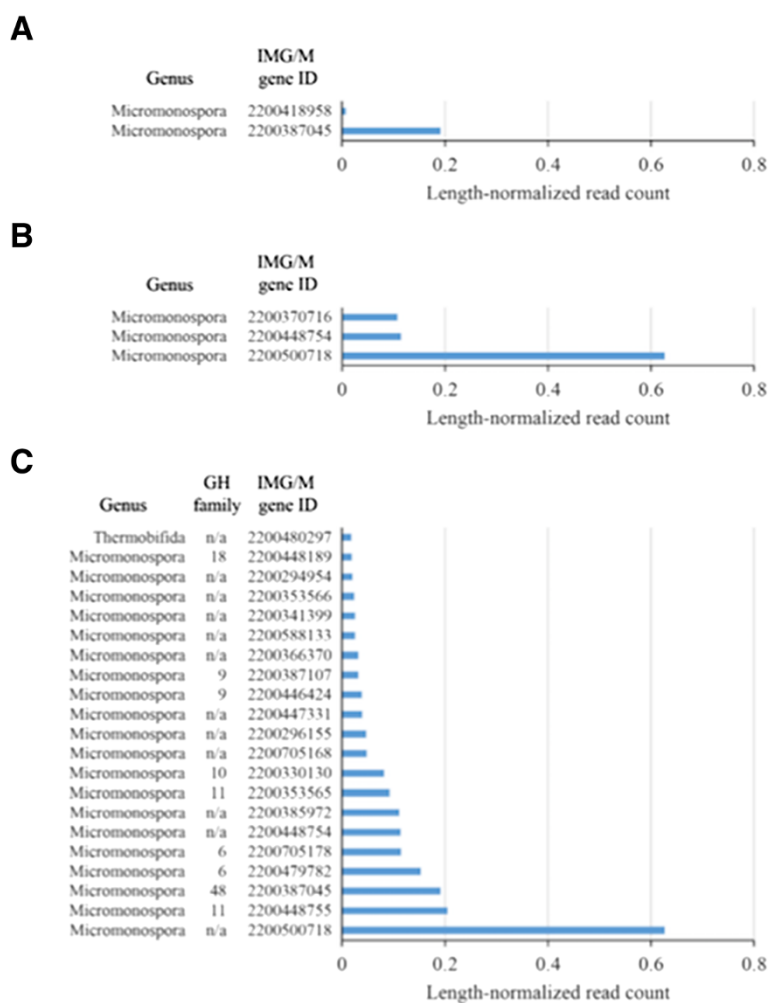 A
IMG/M
Genus gene ID
Micromonospora 2200418958
Micromonospora 2200387045
0 0.2 0.4 0.6 0.8
Length-normalized read count
B
IMG/M
Genus gene ID
Micromonospora 2200370716
Micromonospora 2200448754
Micromonospora 2200500718
0 0.2 0.4 0.6 0.8
Length-normalized read count
C
GH IMG/M
Genus family gene ID
Thermobifida n/a 2200480297
Micromonospora 18 2200448189
Micromonospora n/a 2200294954
Micromonospora n/a 2200353566
Micromonospora n/a 2200341399
Micromonospora n/a 2200588133
Micromonospora n/a 2200366370
Micromonospora 9 2200387107
Micromonospora 9 2200446424
Micromonospora n/a 2200447331
Micromonospora n/a 2200296155
Micromonospora n/a 2200705168
Micromonospora 10 2200330130
Micromonospora 11 2200353565
Micromonospora n/a 2200385972
Micromonospora n/a 2200448754
Micromonospora 6 2200705178
Micromonospora 6 2200479782
Micromonospora 48 2200387045
Micromonospora 11 2200448755
Micromonospora n/a 2200500718
0 0.2 0.4 0.6 0.8
Length-normalized read count